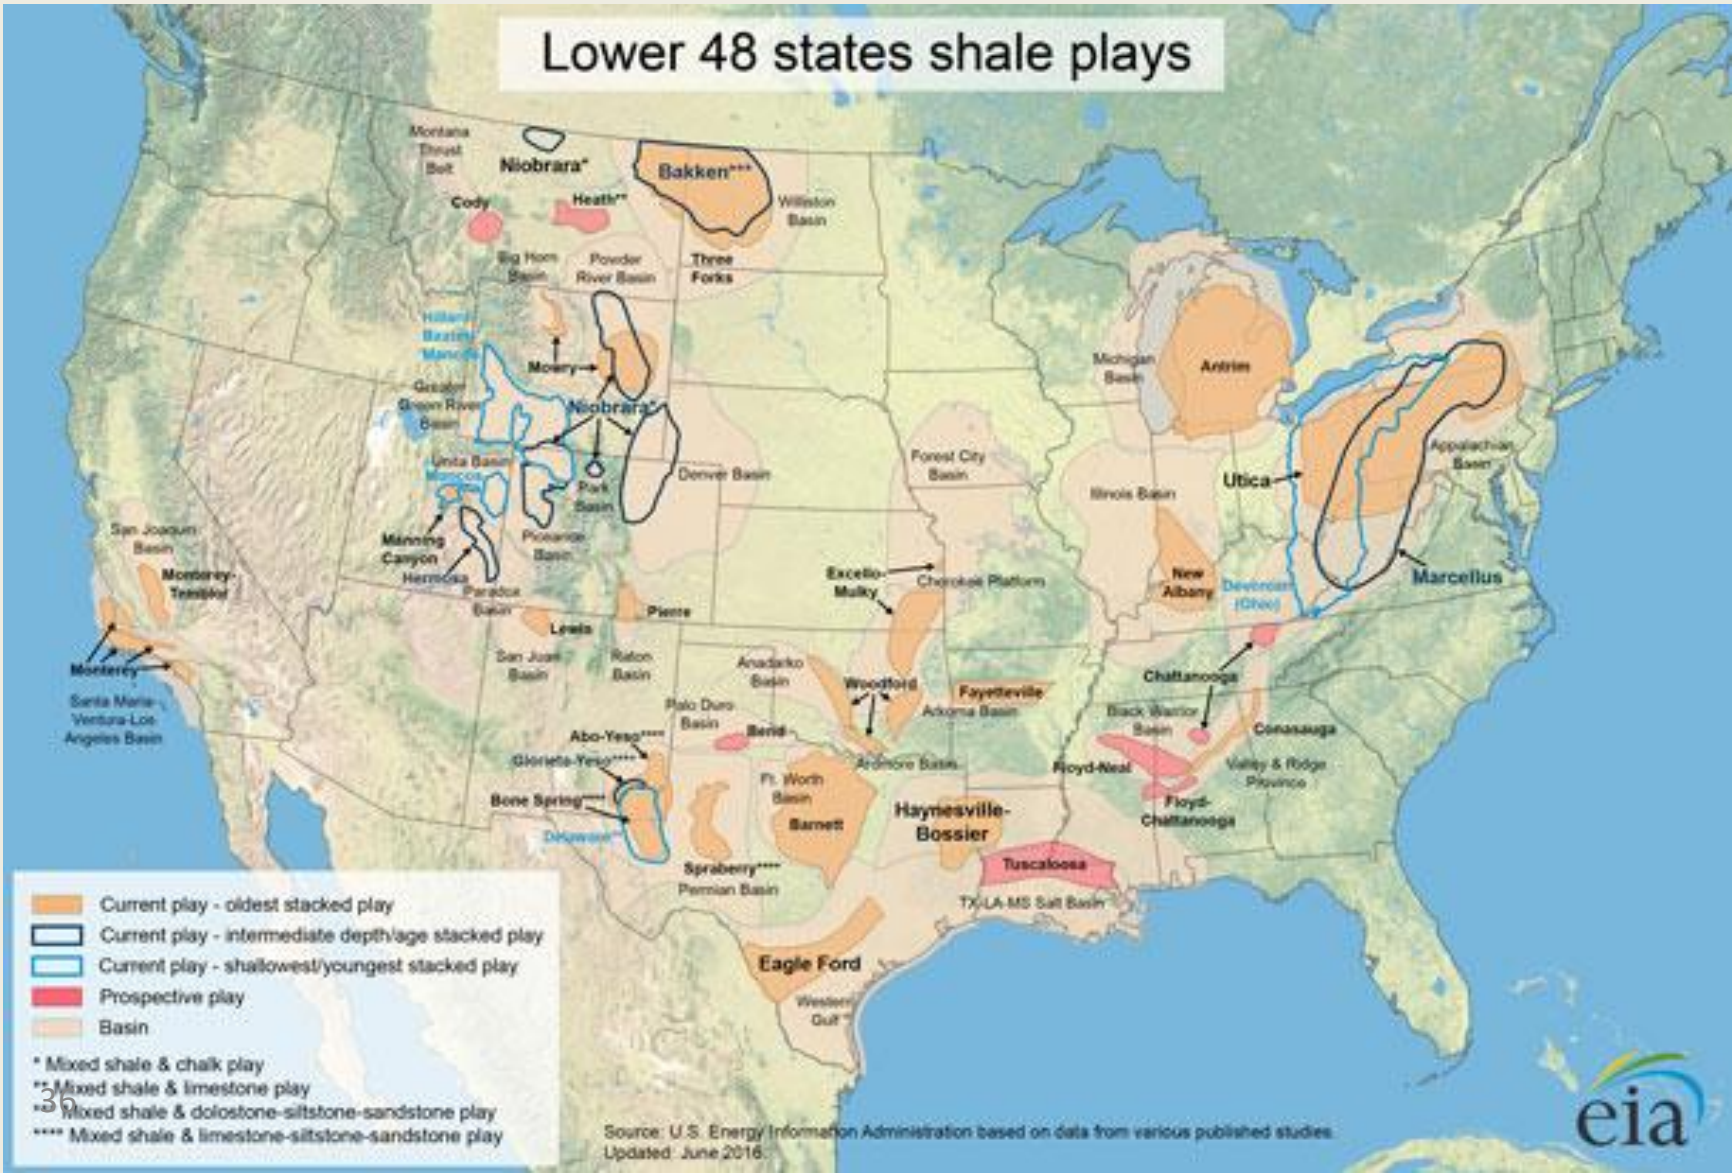 Lower 48 states shale plays
Montana
Thrust
Belt
Niobrara*
Bakken***
Cody
Heath**
Williston
Basin
Big Horn
Basin
Powder
River Basin
Three
Forks
Hilliard-
Baxter-
Mancos
Mowry
Greater
Green River
Basin
Niobrara*
Michigan
Basin
Antrim
Uinta Basin
Mancos
Park
Basin
Denver Basin
Forest City
Basin
Illinois Basin
Utica
Appalachian
Basin
San Joaquin
Basin
Manning
Canyon
Piceance
Basin
Hermosa
Monterey-
Temblor
Paradox
Basin
Excello-
Mulky
Cherokee Platform
New
Albany
Devonian
(Ohio)
Marcellus
Pierre
Lewis
Monterey
San Juan
Basin
Raton
Basin
Anadarko
Basin
Woodford
Fayetteville
Chattanooga
Santa Maria-
Ventura-Los
Angeles Basin
Palo Duro
Basin
Bend
Arkoma Basin
Black Warrior
Basin
Conasauga
Abo-Yeso****
Glorieta-Yeso****
Ardmore Basin
Floyd-Neal
Valley & Ridge
Province
Bone Spring****
Ft. Worth
Basin
Haynesville-
Bossier
Floyd-
Chattanooga
Delaware
Barnett
Spraberry****
Permian Basin
Tuscaloosa
TX-LA-MS Salt Basin
Eagle Ford
Western
Gulf
Current play - oldest stacked play
Current play - intermediate depth/age stacked play
Current play - shallowest/youngest stacked play
Prospective play
Basin
* Mixed shale & chalk play
** Mixed shale & limestone play
36
*** Mixed shale & dolostone-siltstone-sandstone play
**** Mixed shale & limestone-siltstone-sandstone play
Source: U.S. Energy Information Administration based on data from various published studies.
Updated: June 2016.
eia